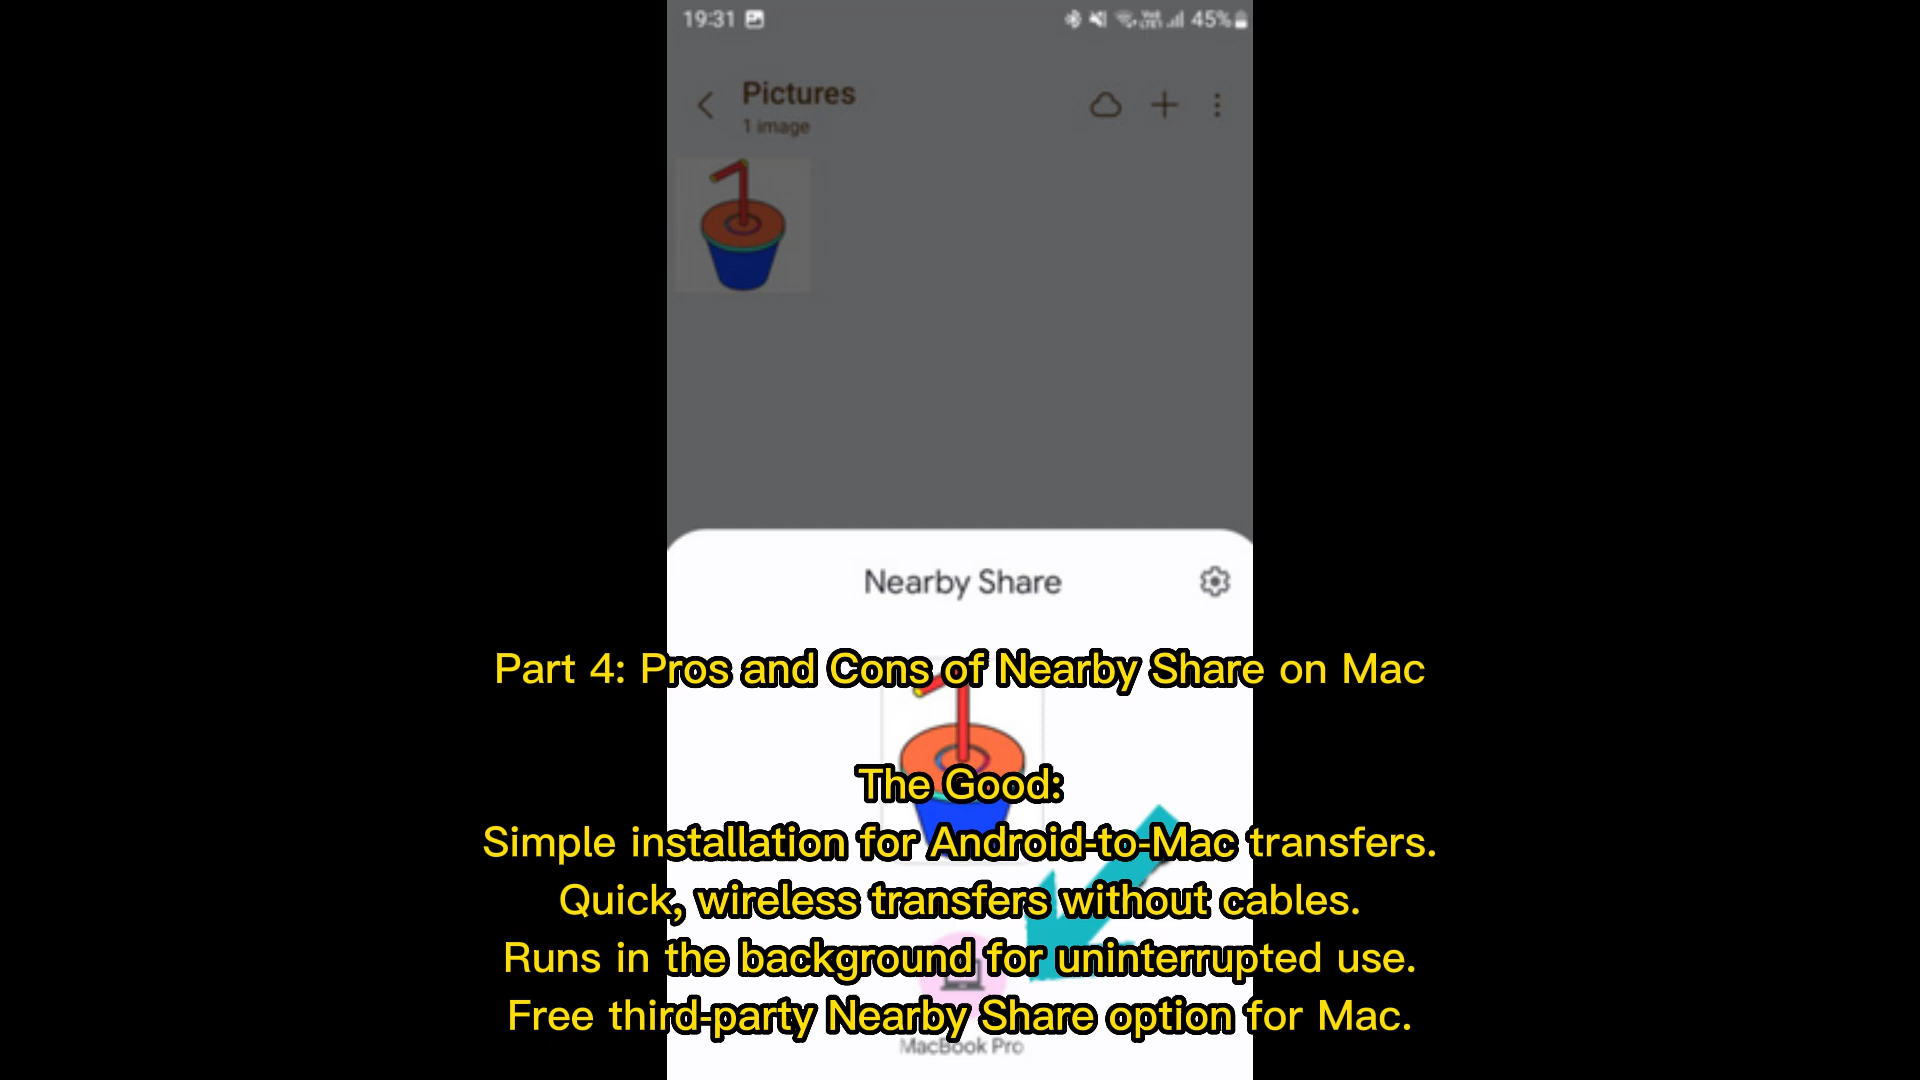 19:31
45%
Pictures
1 image
Nearby Share
Part 4: Pros and Cons of Nearby Share on Mac
The Good:
Simple installation for Android-to-Mac transfers.
Quick, wireless transfers without cables.
Runs in the background for uninterrupted use.
Free third-party Nearby Share option for Mac.
MacBook Pro